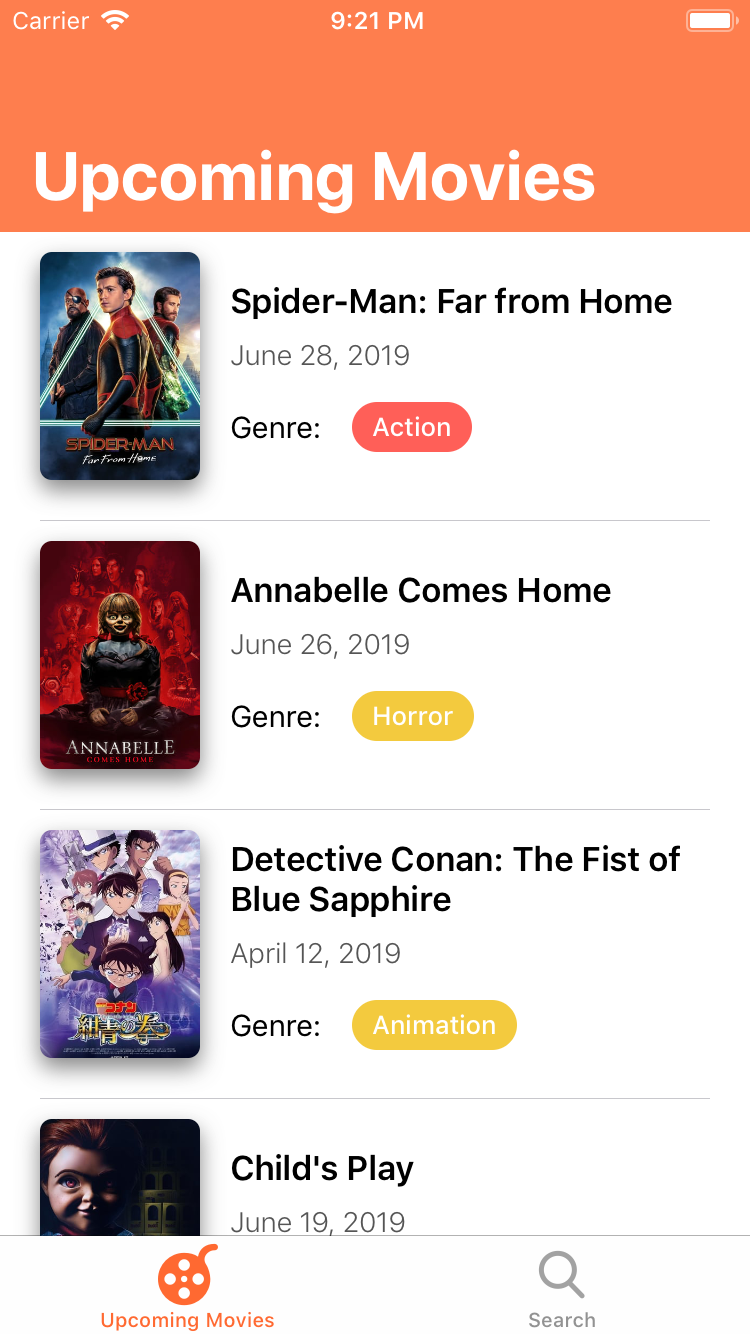 Carrier 9:21 PM
Upcoming Movies
SPIDER-MAN
Far From Home
Spider-Man: Far from Home
June 28, 2019
Genre: Action
ANNABELLE
COMES HOME
Annabelle Comes Home
June 26, 2019
Genre: Horror
コナン
紺青の拳
Detective Conan: The Fist of
Blue Sapphire
April 12, 2019
Genre: Animation
Child's Play
June 19, 2019
Upcoming Movies Search